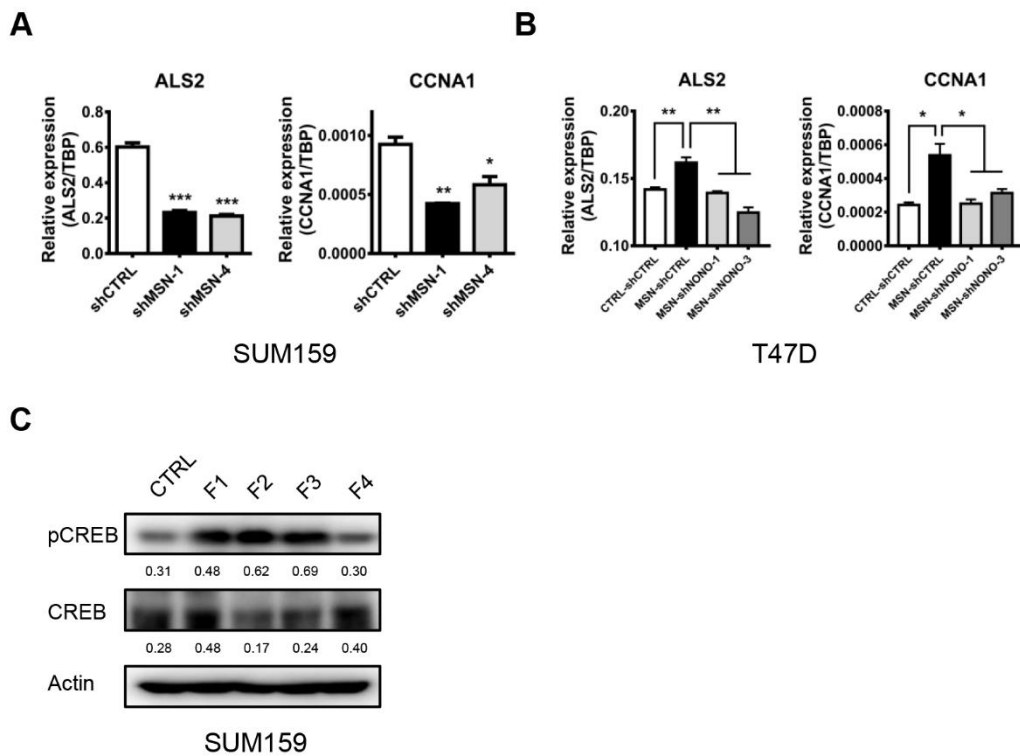 A
ALS2
Relative expression
(ALS2/TBP)
0.8
0.6
0.4
0.2
0.0
***
***
shCTRL
shMSN-1
shMSN-4
CCNA1
Relative expression
(CCNA1/TBP)
0.0010
0.0005
0.0000
**
*
shCTRL
shMSN-1
shMSN-4
SUM159
B
ALS2
Relative expression
(ALS2/TBP)
0.20
0.15
0.10
**
**
CTRL-shCTRL
MSN-shCTRL
MSN-shNONO-1
MSN-shNONO-3
CCNA1
Relative expression
(CCNA1/TBP)
0.0008
0.0006
0.0004
0.0002
0.0000
*
*
CTRL-shCTRL
MSN-shCTRL
MSN-shNONO-1
MSN-shNONO-3
T47D
C
CTRL F1 F2 F3 F4
pCREB
0.31 0.48 0.62 0.69 0.30
CREB
0.28 0.48 0.17 0.24 0.40
Actin
SUM159